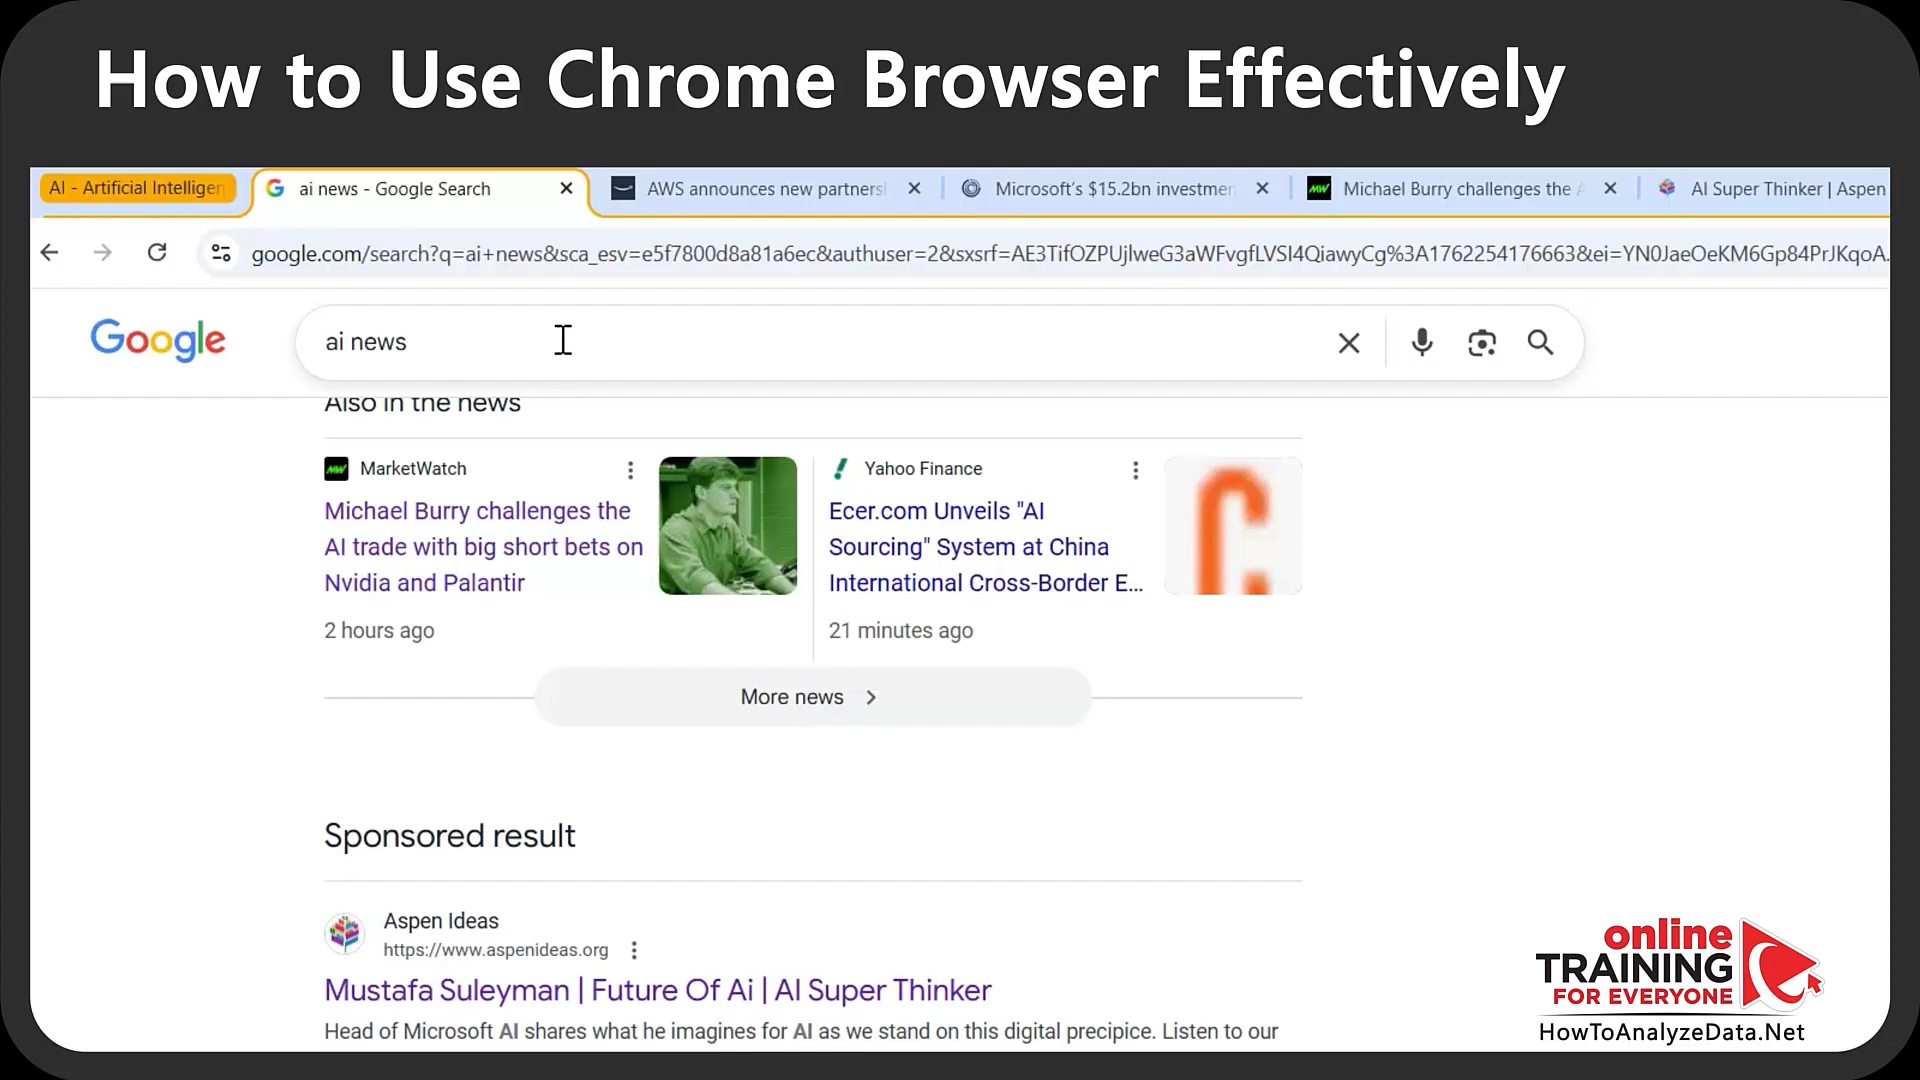 How to Use Chrome Browser Effectively
AI - Artificial Intelligen
ai news - Google Search
AWS announces new partners
Microsoft's $15.2bn investmen
Michael Burry challenges the A
AI Super Thinker | Aspen
google.com/search?q=ai+news&sca_esv=e5f7800d8a81a6ec&authuser=2&sxsrf=AE3TifOZPUjlweG3aWFvgfLVSI4QiawyCg%3A1762254176663&ei=YN0JaeOeKM6Gp84PrJKqoA.
Google
ai news
Also in the news
MarketWatch
Michael Burry challenges the
AI trade with big short bets on
Nvidia and Palantir
2 hours ago
Yahoo Finance
Ecer.com Unveils "AI
Sourcing" System at China
International Cross-Border E...
21 minutes ago
More news
Sponsored result
Aspen Ideas
https://www.aspenideas.org
Mustafa Suleyman | Future Of Ai | AI Super Thinker
Head of Microsoft AI shares what he imagines for AI as we stand on this digital precipice. Listen to our
online
TRAINING
FOR EVERYONE
HowToAnalyzeData.Net